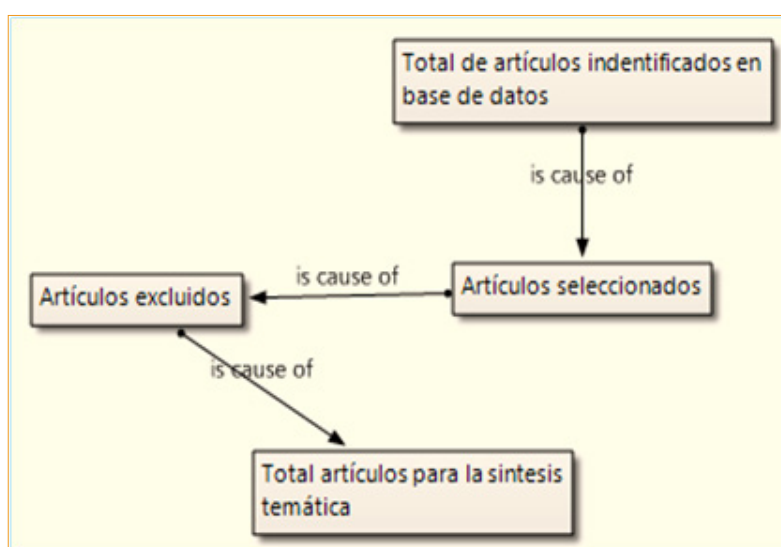 Total de artículos indentificados en
base de datos
is cause of
Artículos seleccionados
is cause of
Artículos excluidos
is cause of
Total artículos para la sintesis
temática